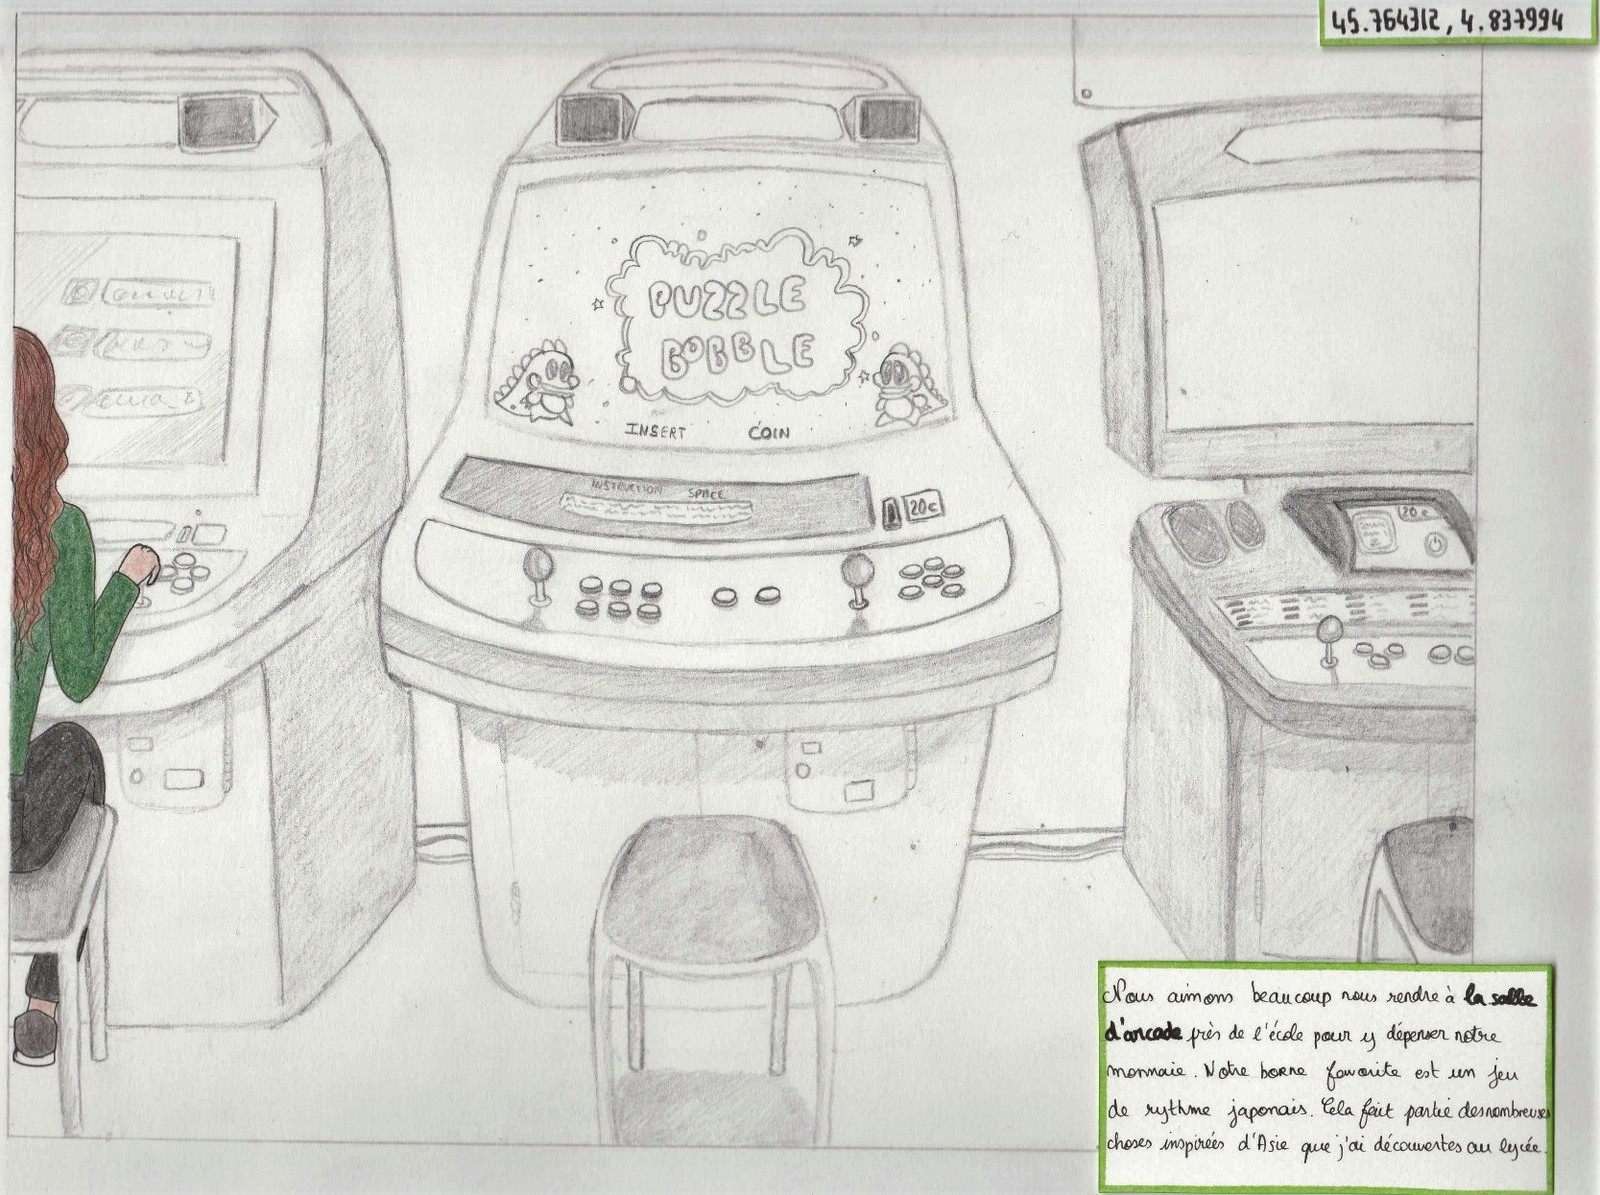 45.764312, 4.837994
PUZZLE
BOBBLE
INSERT COIN
INSTRUCTION SPACE
20c
20c
Nous aimons beaucoup nous rendre à la salle
d'arcade près de l'école pour y dépenser notre
monnaie. Notre borne favorite est un jeu
de rythme japonais. Cela fait partie des nombreuses
choses inspirées d'Asie que j'ai découvertes au lycée.